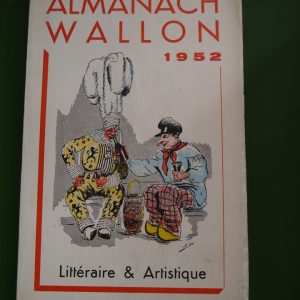 ALMANACH
WALLON
1952
Littéraire & Artistique